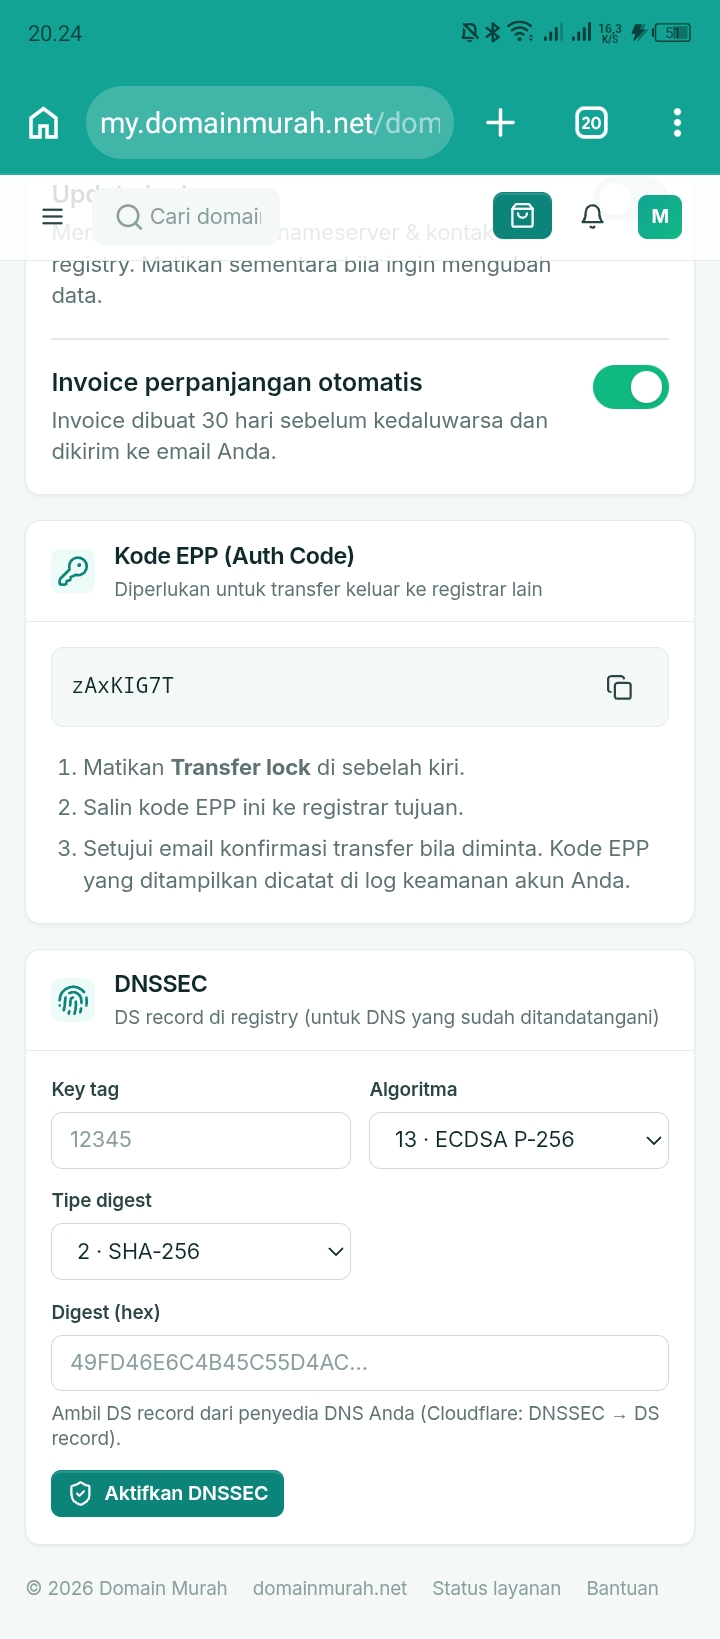 20.24
16,3
K/S
51
my.domainmurah.net/dom
20
Cari domai
M
nameserver & kontak
registry. Matikan sementara bila ingin mengubah
data.
Invoice perpanjangan otomatis
Invoice dibuat 30 hari sebelum kedaluwarsa dan
dikirim ke email Anda.
Kode EPP (Auth Code)
Diperlukan untuk transfer keluar ke registrar lain
zAxKIG7T
1. Matikan Transfer lock di sebelah kiri.
2. Salin kode EPP ini ke registrar tujuan.
3. Setujui email konfirmasi transfer bila diminta. Kode EPP
yang ditampilkan dicatat di log keamanan akun Anda.
DNSSEC
DS record di registry (untuk DNS yang sudah ditandatangani)
Key tag
Algoritma
12345
13 · ECDSA P-256
Tipe digest
2 · SHA-256
Digest (hex)
49FD46E6C4B45C55D4AC...
Ambil DS record dari penyedia DNS Anda (Cloudflare: DNSSEC → DS
record).
Aktifkan DNSSEC
© 2026 Domain Murah
domainmurah.net
Status layanan
Bantuan